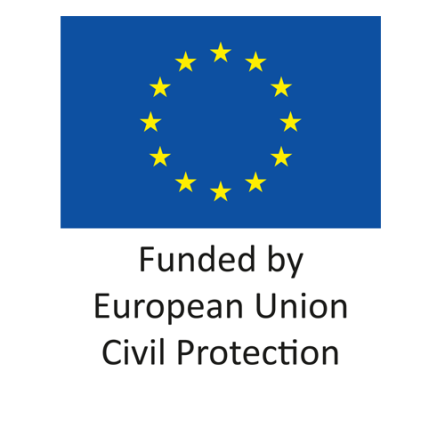 Funded by
European Union
Civil Protection